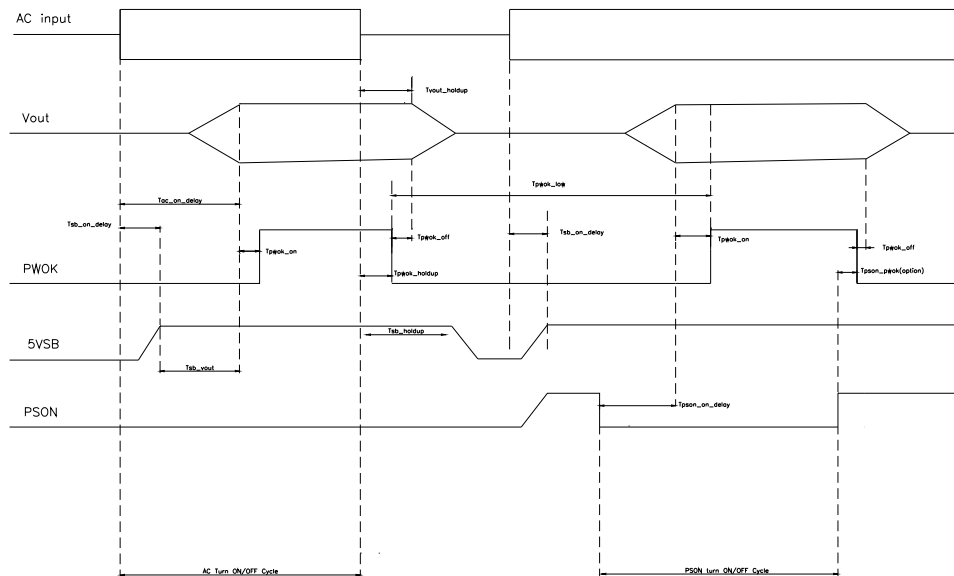 AC input
Tvout_holdup
Vout
Tpwok_low
Tac_on_delay
Tsb_on_delay
Tpwok_on
Tpwok_off
Tsb_on_delay
Tpwok_on
Tpwok_off
PWOK
Tpwok_holdup
Tpson_pwok(option)
5VSB
Tsb_holdup
Tsb_vout
PSON
Tpson_on_delay
AC Turn ON/OFF Cycle
PSON turn ON/OFF Cycle